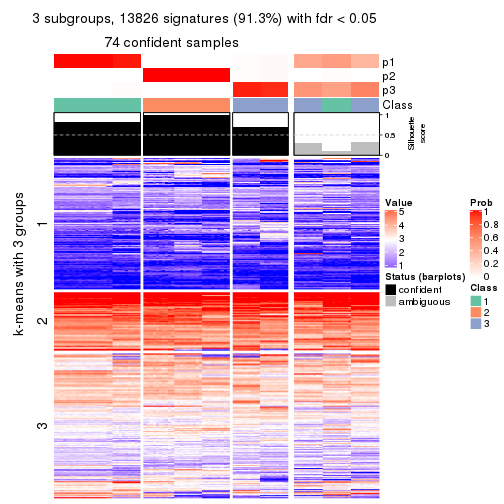 3 subgroups, 13826 signatures (91.3%) with fdr < 0.05
74 confident samples
p1
p2
p3
Class
1
0.5
0
Silhouette
score
k-means with 3 groups
1
2
3
Value
5
4
3
2
1
Status (barplots)
confident
ambiguous
Prob
1
0.8
0.6
0.4
0.2
0
Class
1
2
3